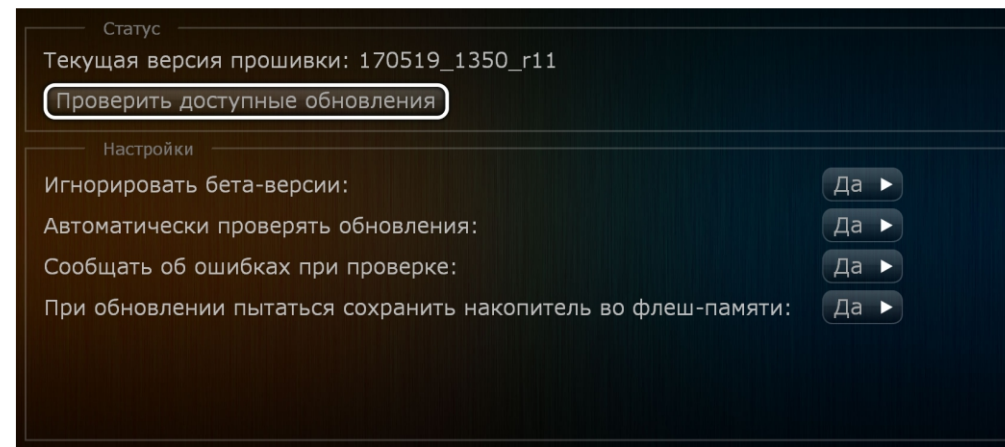 Статус
Текущая версия прошивки: 170519_1350_r11
Проверить доступные обновления
Настройки
Игнорировать бета-версии: Да
Автоматически проверять обновления: Да
Сообщать об ошибках при проверке: Да
При обновлении пытаться сохранить накопитель во флеш-памяти: Да